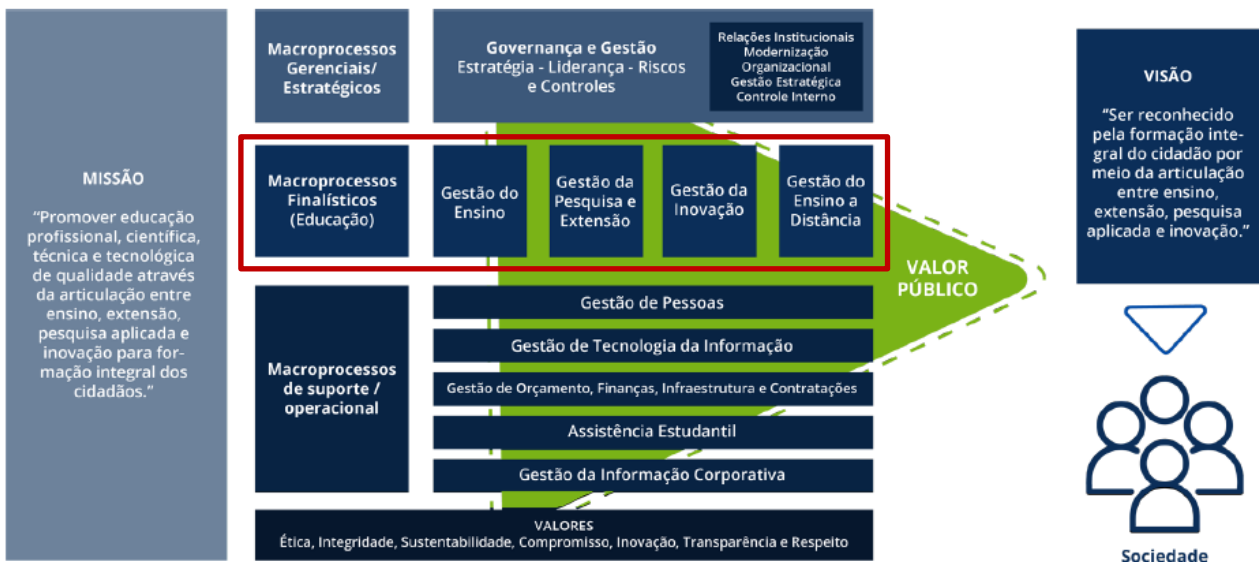 MISSÃO
“Promover educação
profissional, científica,
técnica e tecnológica
de qualidade através
da articulação entre
ensino, extensão,
pesquisa aplicada e
inovação para for-
mação integral dos
cidadãos.”
Macroprocessos
Gerenciais/
Estratégicos
Governança e Gestão
Estratégia - Liderança - Riscos
e Controles
Relações Institucionais
Modernização
Organizacional
Gestão Estratégica
Controle Interno
Macroprocessos
Finalísticos
(Educação)
Gestão do
Ensino
Gestão da
Pesquisa e
Extensão
Gestão da
Inovação
Gestão do
Ensino a
Distância
VALOR
PÚBLICO
Macroprocessos
de suporte /
operacional
Gestão de Pessoas
Gestão de Tecnologia da Informação
Gestão de Orçamento, Finanças, Infraestrutura e Contratações
Assistência Estudantil
Gestão da Informação Corporativa
VALORES
Ética, Integridade, Sustentabilidade, Compromisso, Inovação, Transparência e Respeito
VISÃO
“Ser reconhecido
pela formação inte-
gral do cidadão por
meio da articulação
entre ensino,
extensão, pesquisa
aplicada e inovação.”
Sociedade